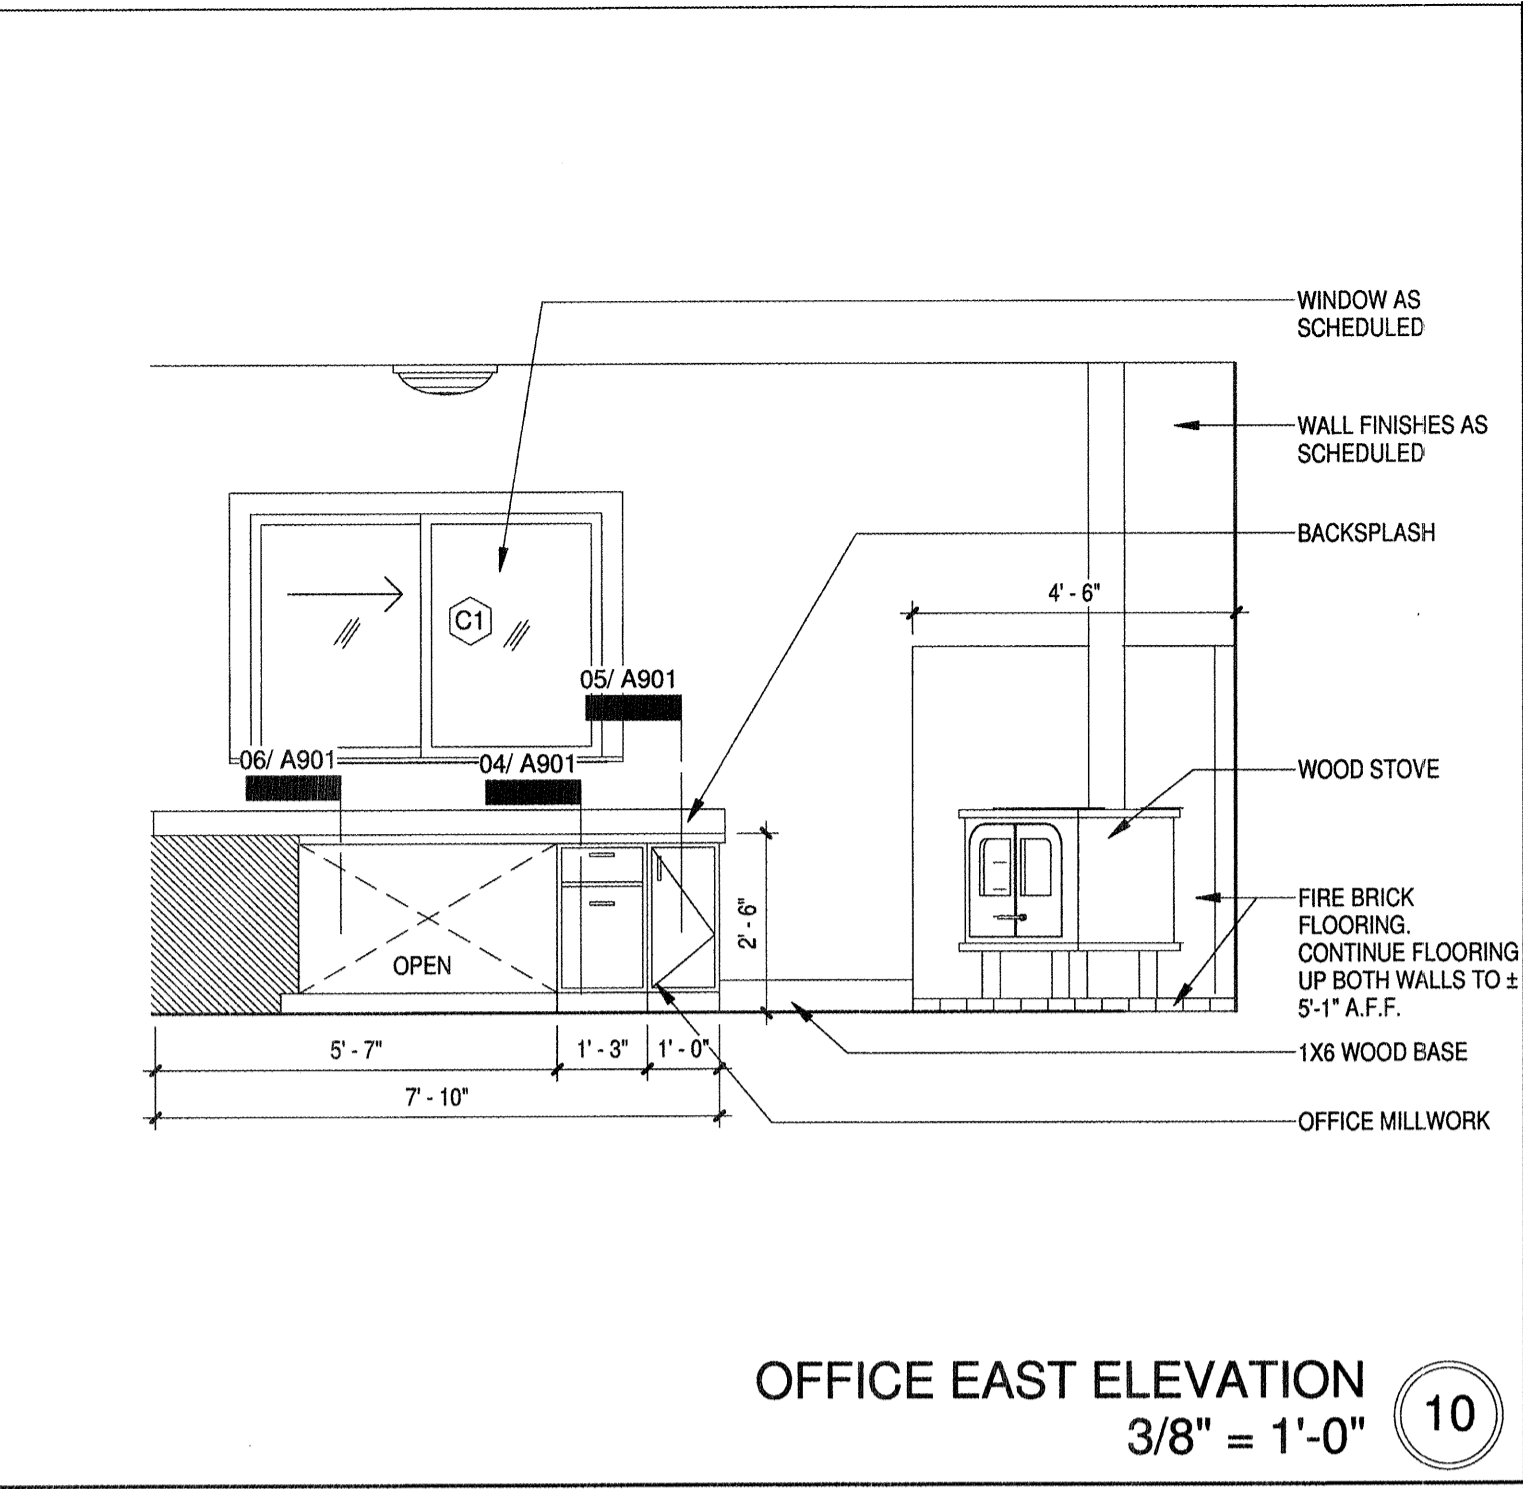 WINDOW AS
SCHEDULED
WALL FINISHES AS
SCHEDULED
BACKSPLASH
4' - 6"
C1
05/ A901
06/ A901
04/ A901
WOOD STOVE
2' - 6"
OPEN
FIRE BRICK
FLOORING.
CONTINUE FLOORING
UP BOTH WALLS TO ±
5'-1" A.F.F.
5' - 7"
1' - 3"
1' - 0"
1X6 WOOD BASE
7' - 10"
OFFICE MILLWORK
OFFICE EAST ELEVATION
3/8" = 1'-0"
10